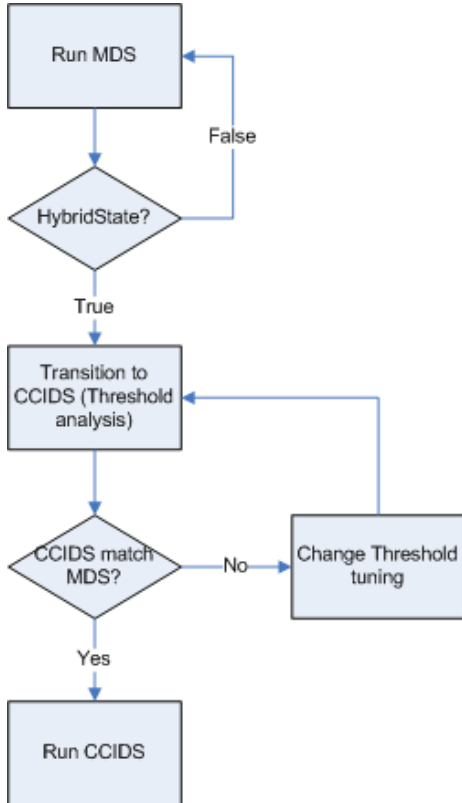 Run MDS
False
HybridState?
True
Transition to
CCIDS (Threshold
analysis)
CCIDS match
MDS?
No
Change Threshold
tuning
Yes
Run CCIDS